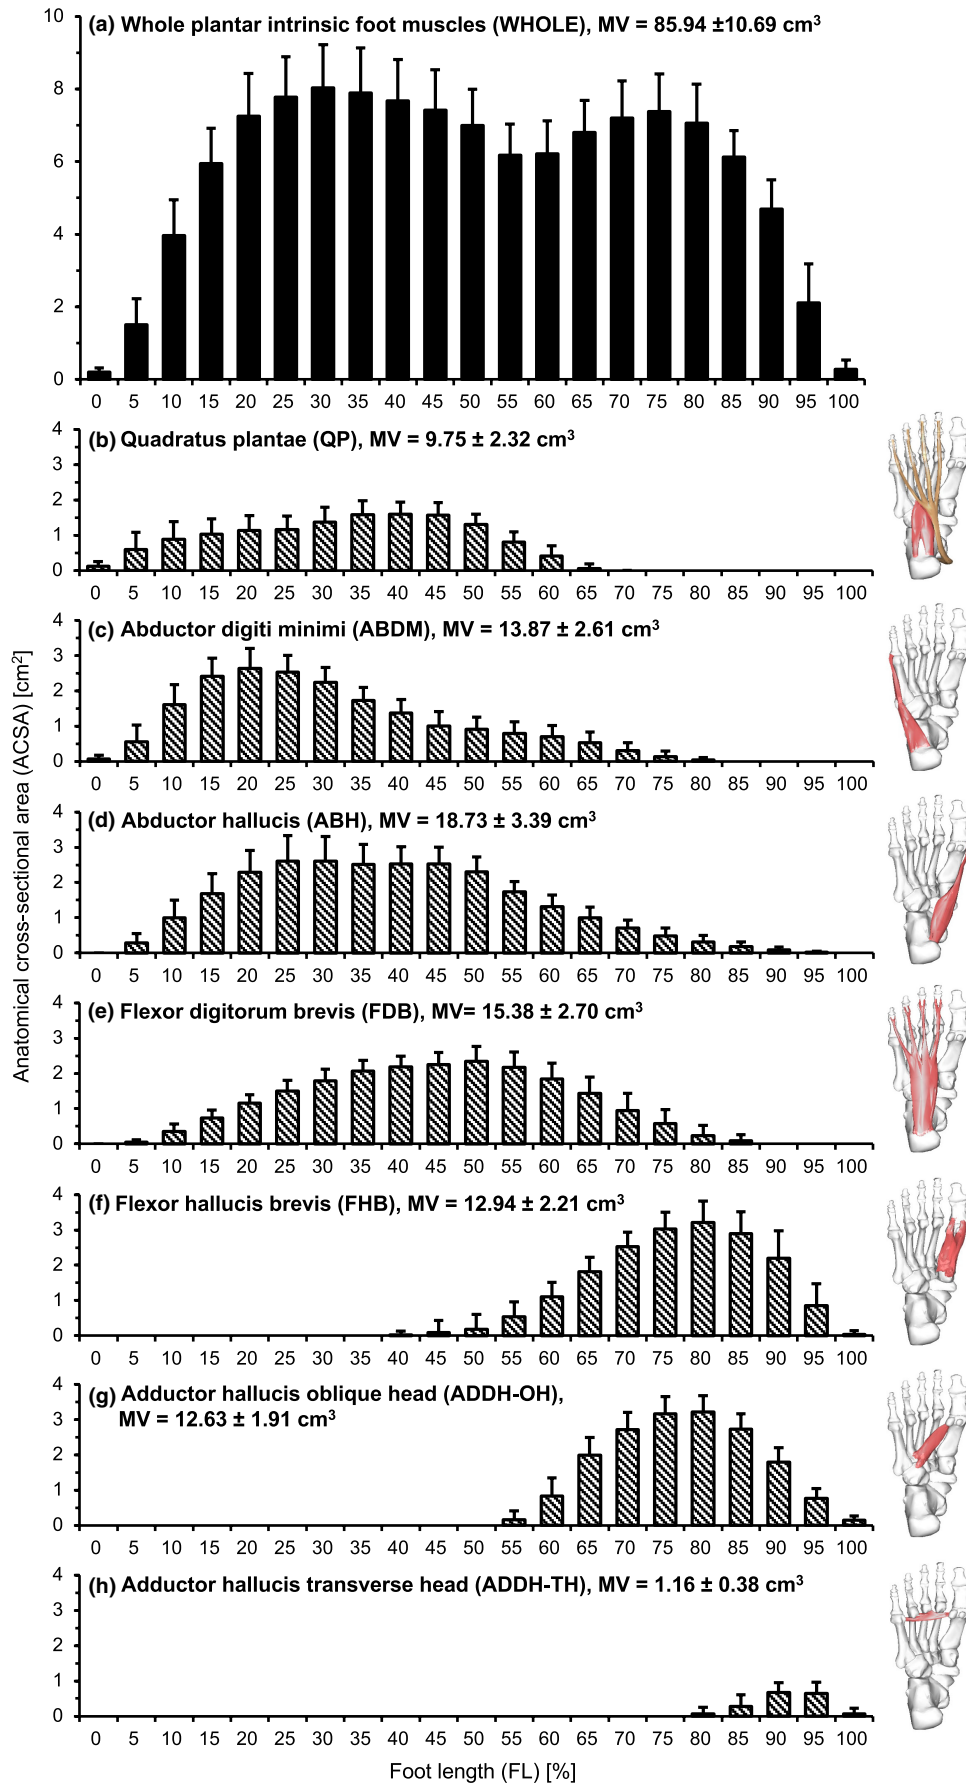 (a) Whole plantar intrinsic foot muscles (WHOLE), MV = 85.94 ±10.69 cm³
10
8
6
4
2
0
0 5 10 15 20 25 30 35 40 45 50 55 60 65 70 75 80 85 90 95 100
(b) Quadratus plantae (QP), MV = 9.75 ± 2.32 cm³
4
3
2
1
0
0 5 10 15 20 25 30 35 40 45 50 55 60 65 70 75 80 85 90 95 100
(c) Abductor digiti minimi (ABDM), MV = 13.87 ± 2.61 cm³
4
3
2
1
0
0 5 10 15 20 25 30 35 40 45 50 55 60 65 70 75 80 85 90 95 100
Anatomical cross-sectional area (ACSA) [cm²]
(d) Abductor hallucis (ABH), MV = 18.73 ± 3.39 cm³
4
3
2
1
0
0 5 10 15 20 25 30 35 40 45 50 55 60 65 70 75 80 85 90 95 100
(e) Flexor digitorum brevis (FDB), MV= 15.38 ± 2.70 cm³
4
3
2
1
0
0 5 10 15 20 25 30 35 40 45 50 55 60 65 70 75 80 85 90 95 100
(f) Flexor hallucis brevis (FHB), MV = 12.94 ± 2.21 cm³
4
3
2
1
0
0 5 10 15 20 25 30 35 40 45 50 55 60 65 70 75 80 85 90 95 100
(g) Adductor hallucis oblique head (ADDH-OH),
MV = 12.63 ± 1.91 cm³
4
3
2
1
0
0 5 10 15 20 25 30 35 40 45 50 55 60 65 70 75 80 85 90 95 100
(h) Adductor hallucis transverse head (ADDH-TH), MV = 1.16 ± 0.38 cm³
4
3
2
1
0
0 5 10 15 20 25 30 35 40 45 50 55 60 65 70 75 80 85 90 95 100
Foot length (FL) [%]